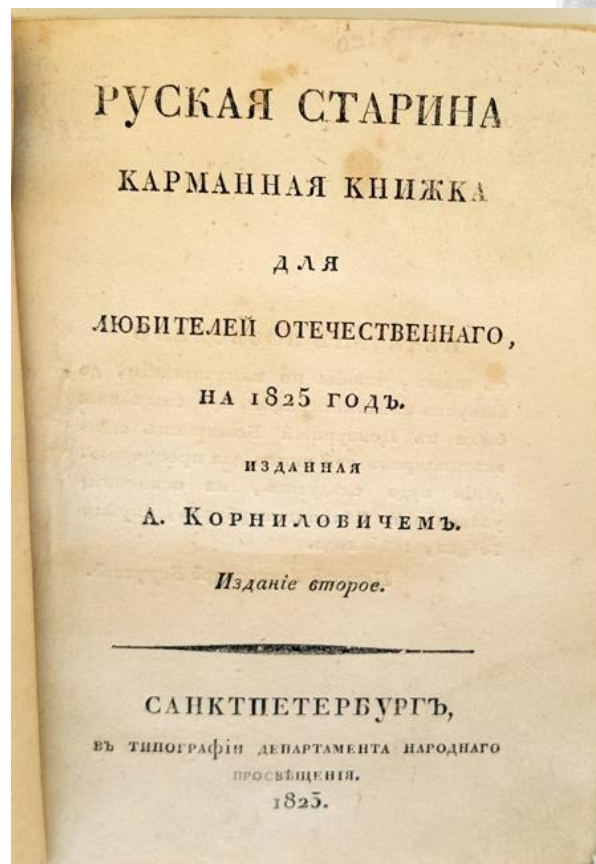 РУСКАЯ СТАРИНА
КАРМАННАЯ КНИЖКА
ДЛЯ
ЛЮБИТЕЛЕЙ ОТЕЧЕСТВЕННАГО,
НА 1825 ГОДЪ.
ИЗДАННАЯ
А. КОРНИЛОВИЧЕМЪ.
Изданіе второе.
САНКТПЕТЕРБУРГЪ,
ВЪ ТИПОГРАФІИ ДЕПАРТАМЕНТА НАРОДНАГО
ПРОСВѢЩЕНІЯ.
1825.